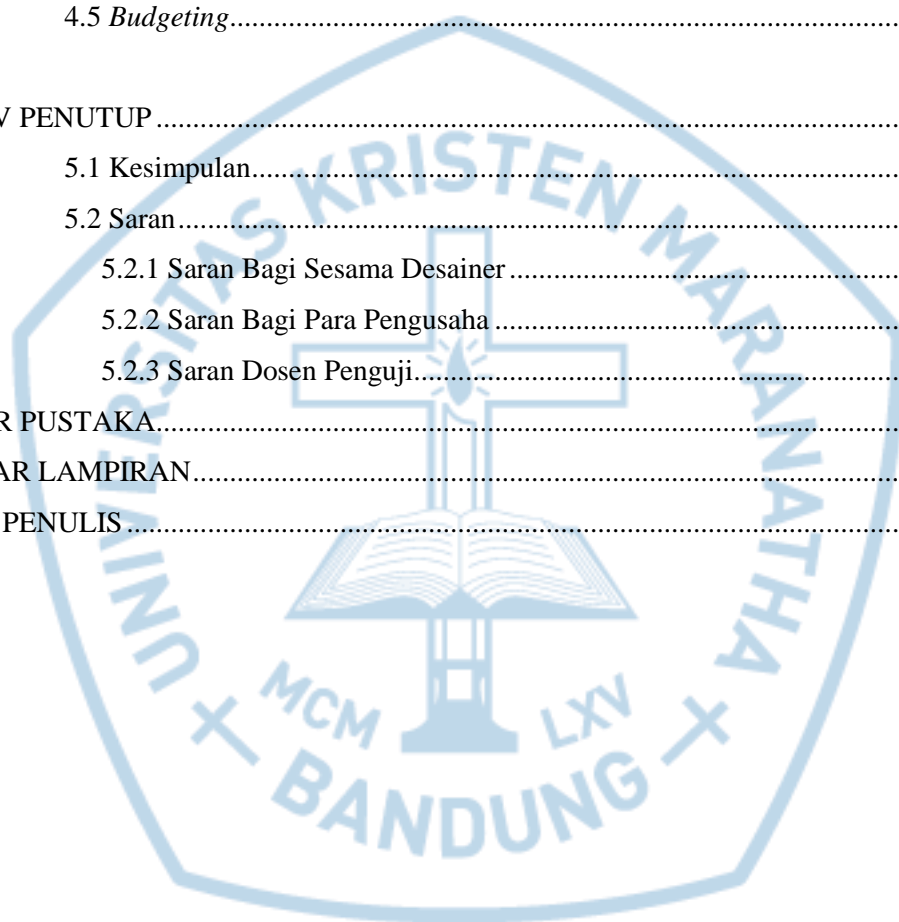 4.5 Budgeting
V PENUTUP
5.1 Kesimpulan
5.2 Saran
5.2.1 Saran Bagi Sesama Desainer
5.2.2 Saran Bagi Para Pengusaha
5.2.3 Saran Dosen Penguji
R PUSTAKA
AR LAMPIRAN
PENULIS
UNIVERSITAS KRISTEN MARANATHA
MCM LXV
BANDUNG